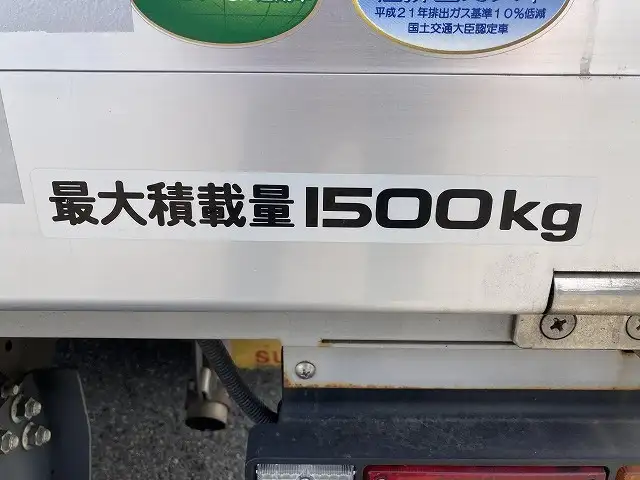 平成21年排出ガス基準10%低減
国土交通大臣認定車
最大積載量1500kg
SU